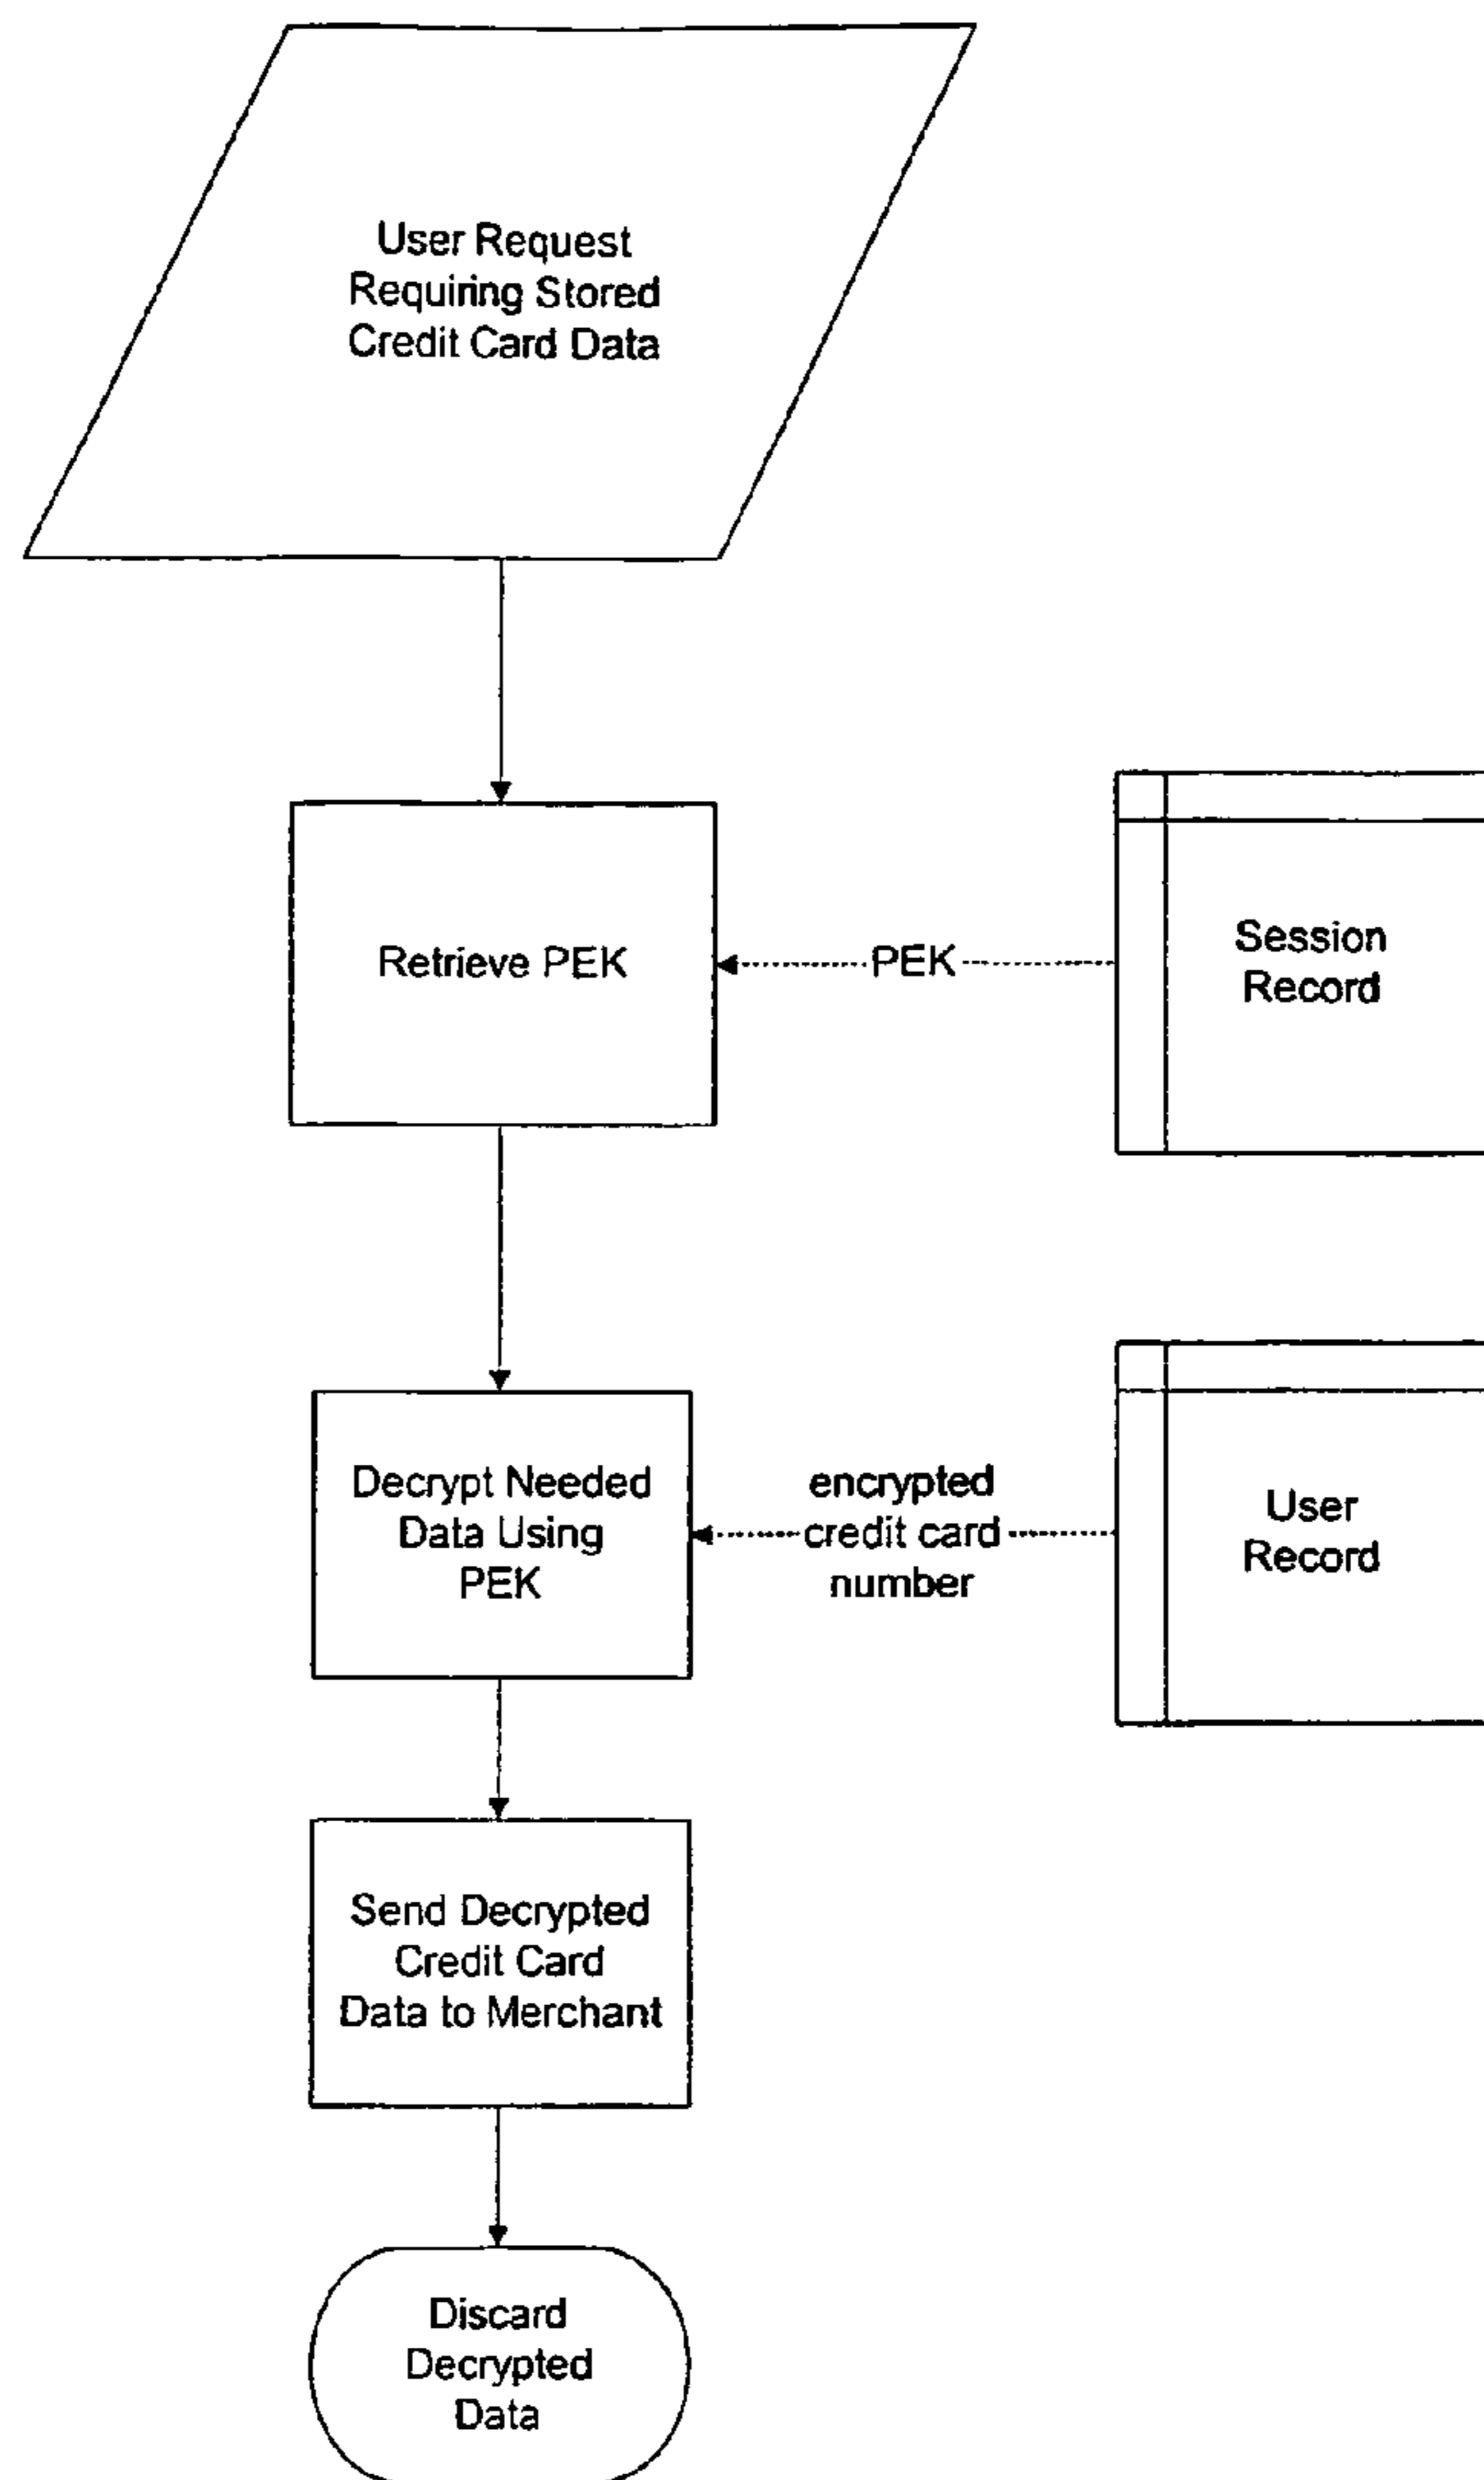 User Request
Requiring Stored
Credit Card Data
Retrieve PEK
PEK
Session
Record
Decrypt Needed
Data Using
PEK
encrypted
credit card
number
User
Record
Send Decrypted
Credit Card
Data to Merchant
Discard
Decrypted
Data